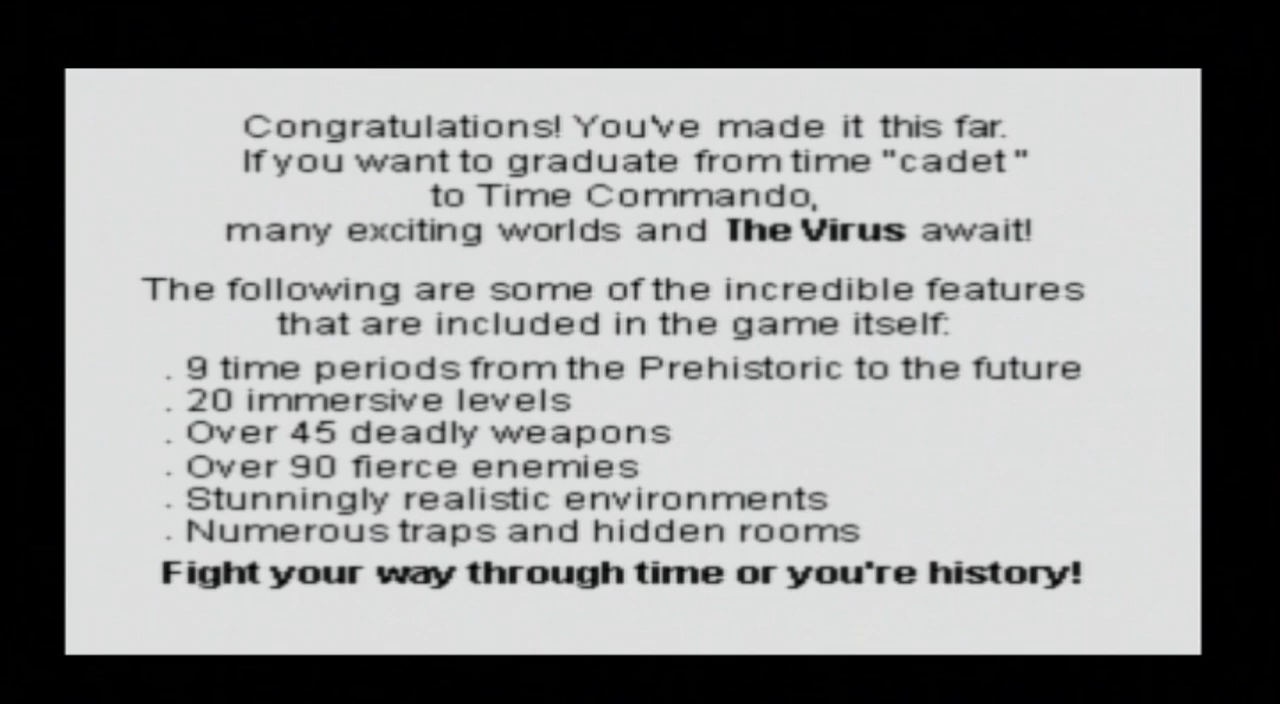 Congratulations! You've made it this far.
If you want to graduate from time "cadet"
to Time Commando,
many exciting worlds and The Virus await!
The following are some of the incredible features
that are included in the game itself:
. 9 time periods from the Prehistoric to the future
. 20 immersive levels
. Over 45 deadly weapons
. Over 90 fierce enemies
. Stunningly realistic environments
. Numerous traps and hidden rooms
Fight your way through time or you're history!